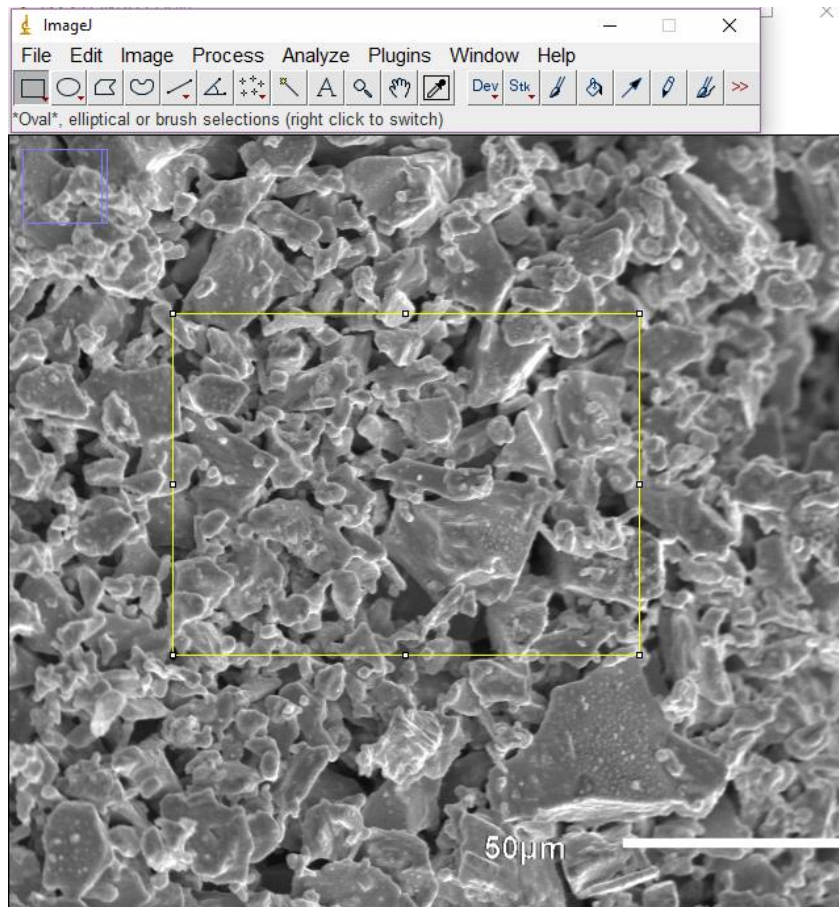 ImageJ
File Edit Image Process Analyze Plugins Window Help
Dev Stk >>
*Oval*, elliptical or brush selections (right click to switch)
50µm